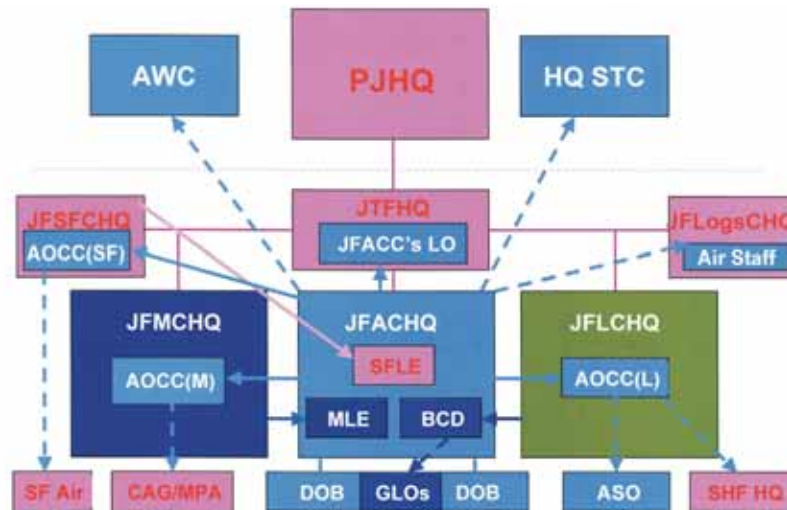 AWC
PJHQ
HQ STC
JFSFCHQ
AOCC(SF)
JTFHQ
JFACC's LO
JFLogsCHQ
Air Staff
JFMCHQ
JFACHQ
JFLCHQ
SFLE
AOCC(M)
AOCC(L)
MLE
BCD
SF Air
CAG/MPA
DOB
GLOs
DOB
ASO
SHF HQ